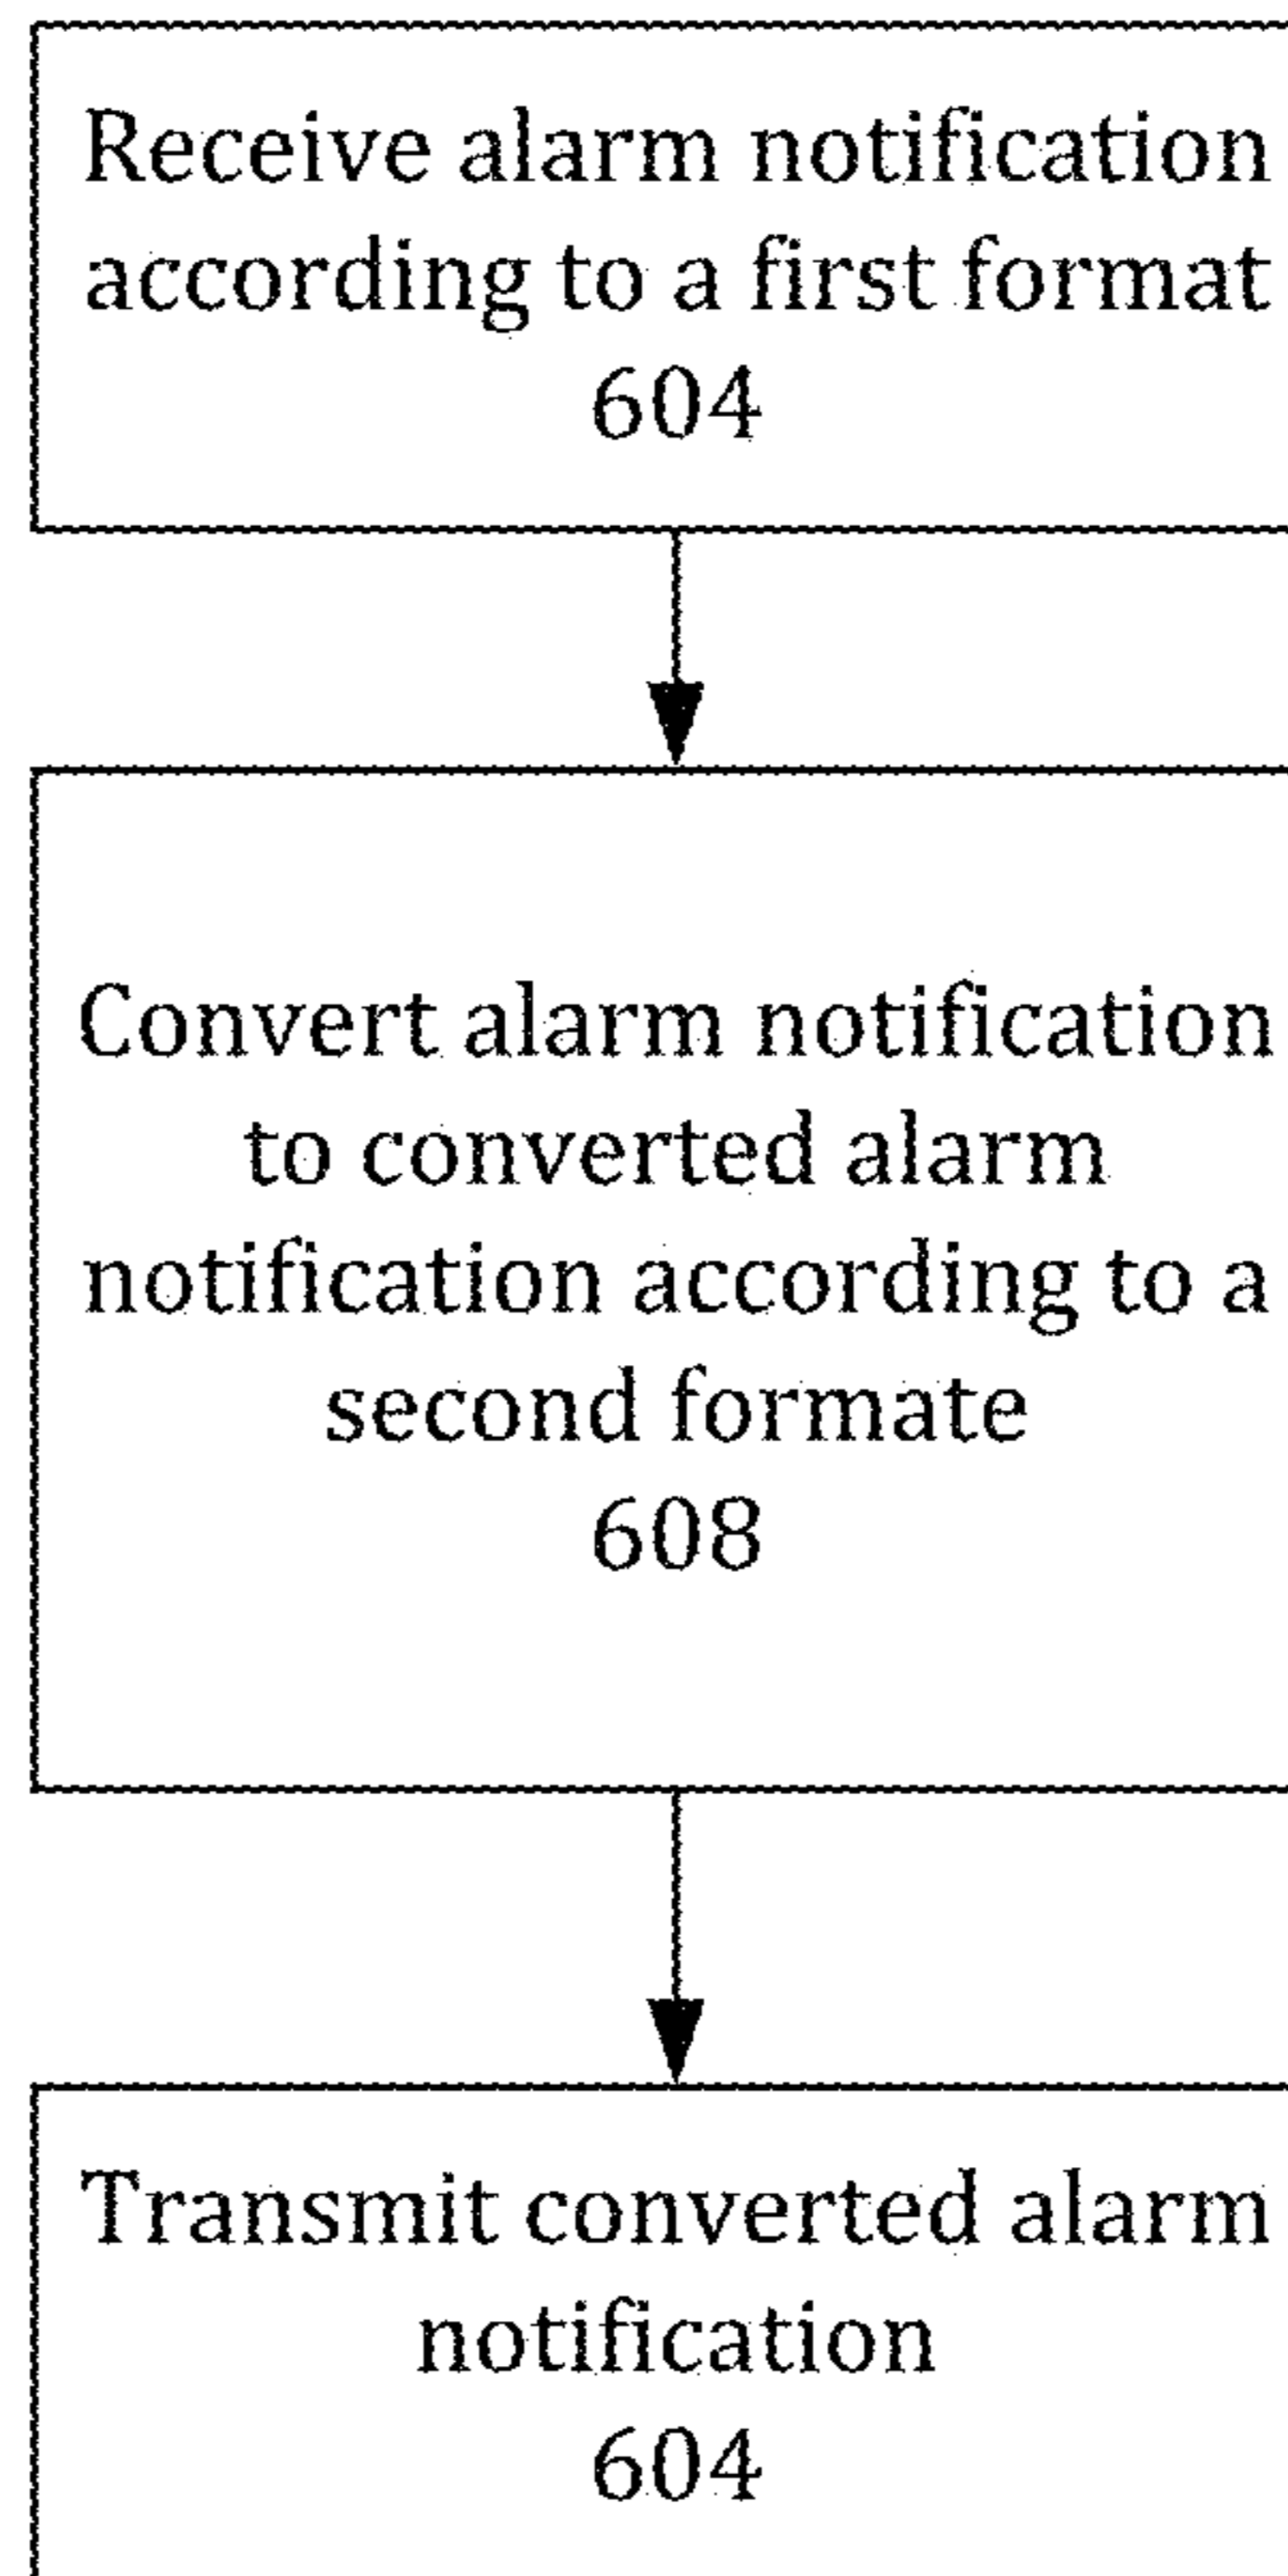 Receive alarm notification
according to a first format
604
Convert alarm notification
to converted alarm
notification according to a
second formate
608
Transmit converted alarm
notification
604